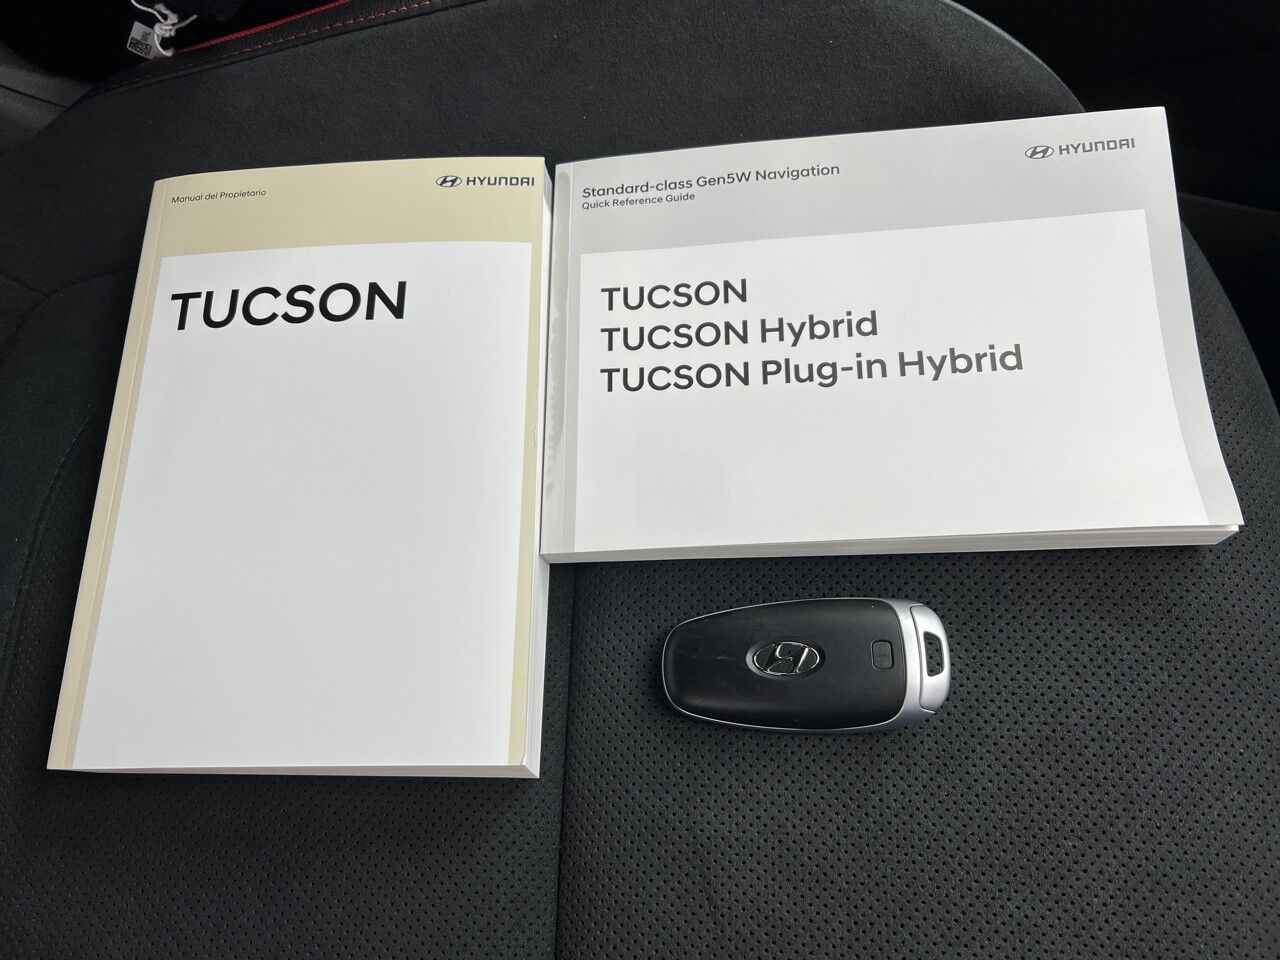 Manual del Propietario
HYUNDAI
TUCSON
Standard-class Gen5W Navigation
Quick Reference Guide
HYUNDAI
TUCSON
TUCSON Hybrid
TUCSON Plug-in Hybrid